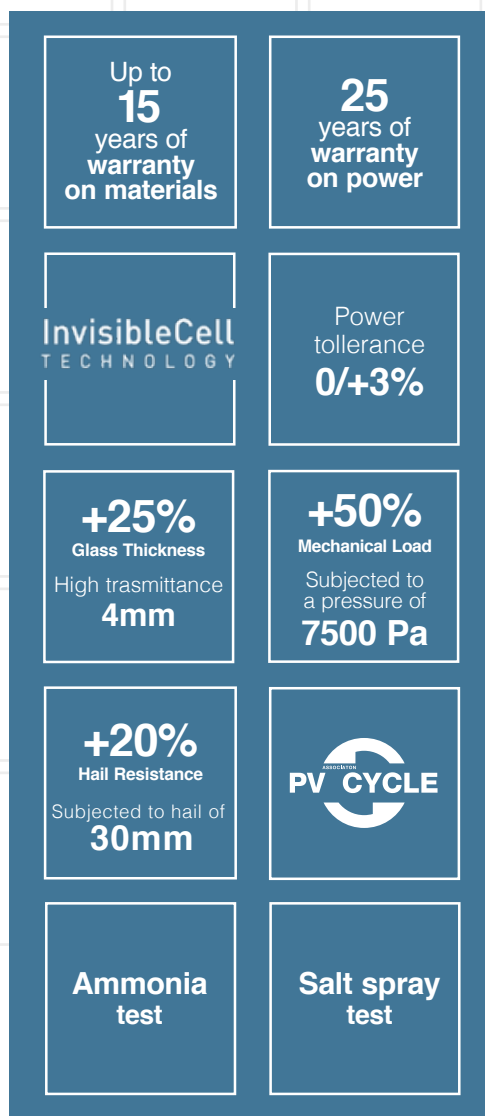 Up to
15
years of
warranty
on materials
25
years of
warranty
on power
InvisibleCell
TECHNOLOGY
Power
tollerance
0/+3%
+25%
Glass Thickness
High trasmittance
4mm
+50%
Mechanical Load
Subjected to
a pressure of
7500 Pa
+20%
Hail Resistance
Subjected to hail of
30mm
ASSOCIATON
PV CYCLE
Ammonia
test
Salt spray
test